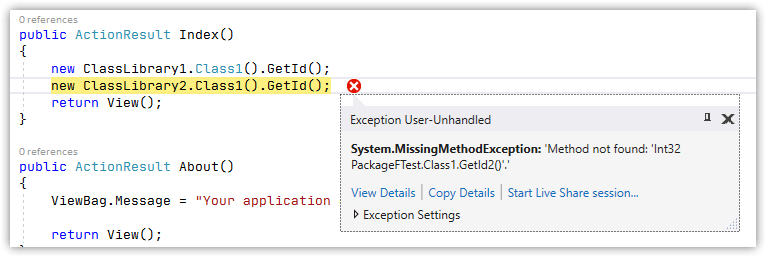 0 references
public ActionResult Index()
{
new ClassLibrary1.Class1().GetId();
new ClassLibrary2.Class1().GetId();
return View();
}
Exception User-Unhandled
System.MissingMethodException: 'Method not found: 'Int32
PackageFTest.Class1.GetId2()'.'
View Details | Copy Details | Start Live Share session...
Exception Settings
0 references
public ActionResult About()
{
ViewBag.Message = "Your application
return View();